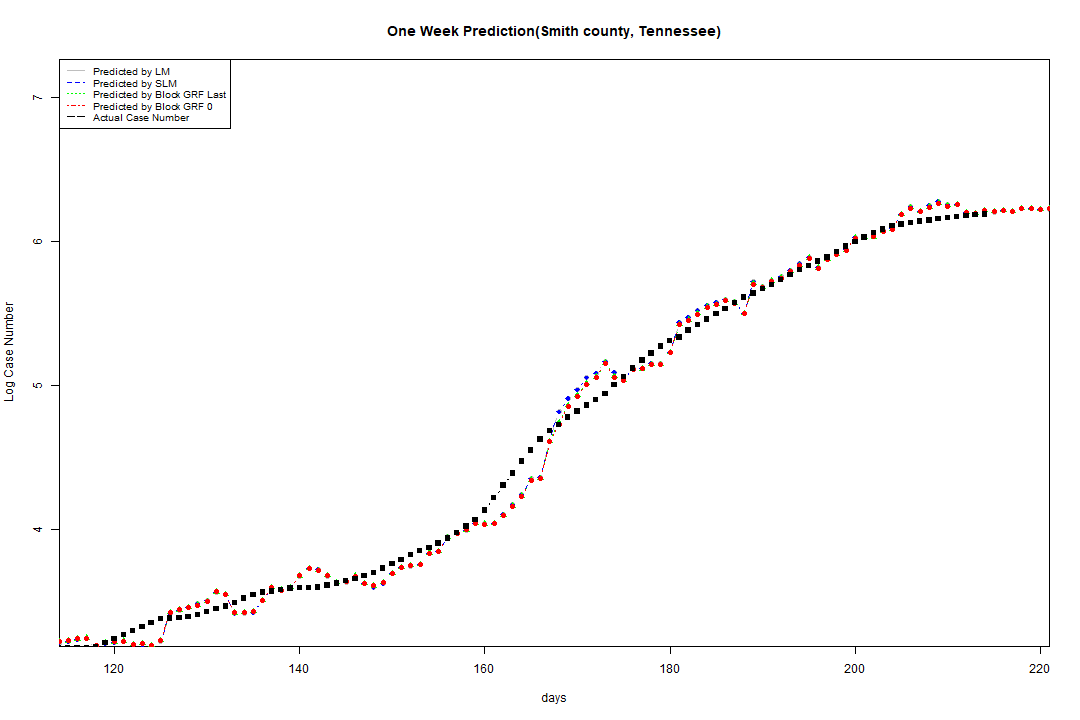 One Week Prediction(Smith county, Tennessee)
Predicted by LM
Predicted by SLM
Predicted by Block GRF Last
Predicted by Block GRF 0
Actual Case Number
7
6
5
4
Log Case Number
120 140 160 180 200 220
days